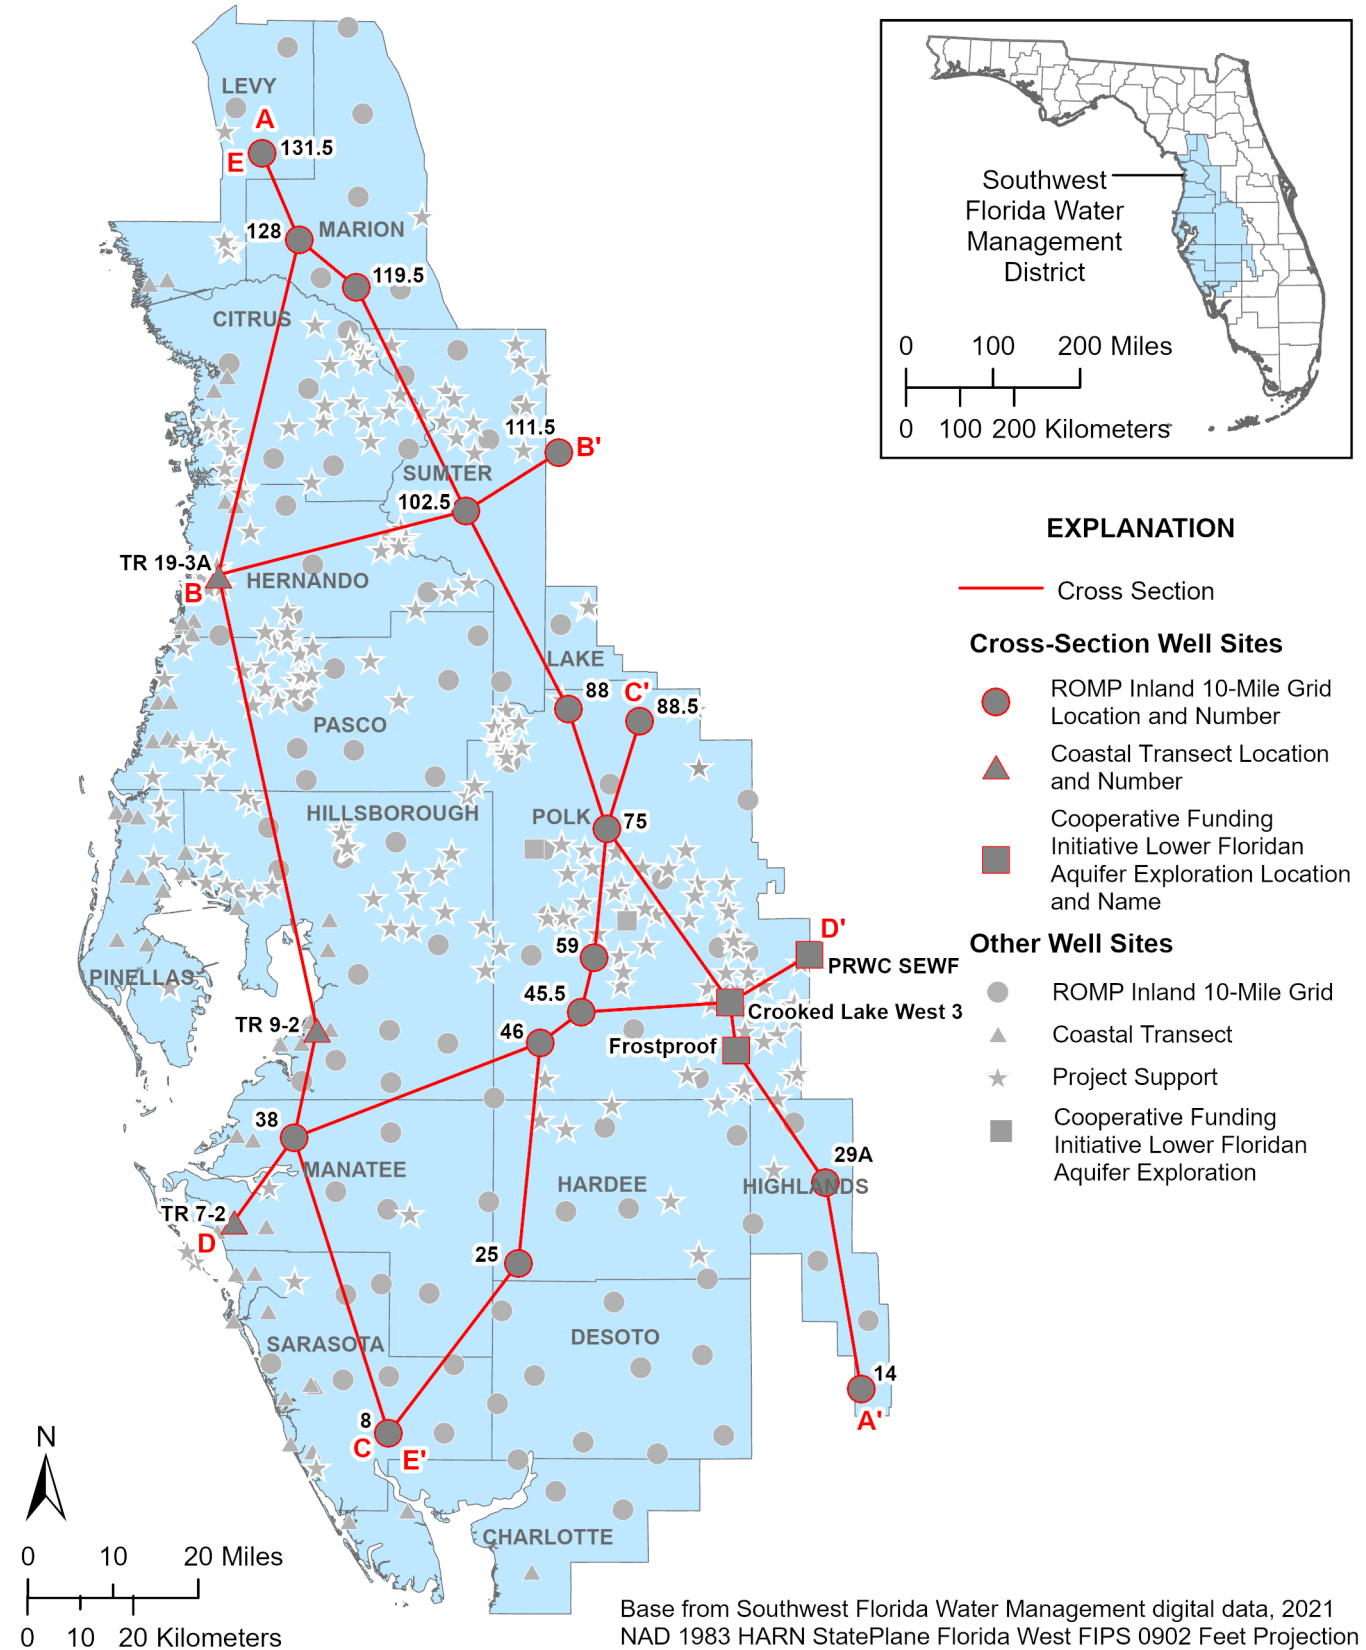 LEVY
A
E
131.5
128
MARION
119.5
CITRUS
111.5
B'
SUMTER
102.5
TR 19-3A
B
HERNANDO
LAKE
88
C'
88.5
PASCO
HILLSBOROUGH
POLK
75
D'
59
PRWC SEWF
PINELLAS
45.5
Crooked Lake West 3
TR 9-2
46
Frostproof
38
MANATEE
29A
HARDEE
HIGHLANDS
TR 7-2
D
25
SARASOTA
DESOTO
14
A'
8
C
E'
CHARLOTTE
N
0 10 20 Miles
0 10 20 Kilometers
Southwest
Florida Water
Management
District
0 100 200 Miles
0 100 200 Kilometers
EXPLANATION
Cross Section
Cross-Section Well Sites
ROMP Inland 10-Mile Grid
Location and Number
Coastal Transect Location
and Number
Cooperative Funding
Initiative Lower Floridan
Aquifer Exploration Location
and Name
Other Well Sites
ROMP Inland 10-Mile Grid
Coastal Transect
Project Support
Cooperative Funding
Initiative Lower Floridan
Aquifer Exploration
Base from Southwest Florida Water Management digital data, 2021
NAD 1983 HARN StatePlane Florida West FIPS 0902 Feet Projection